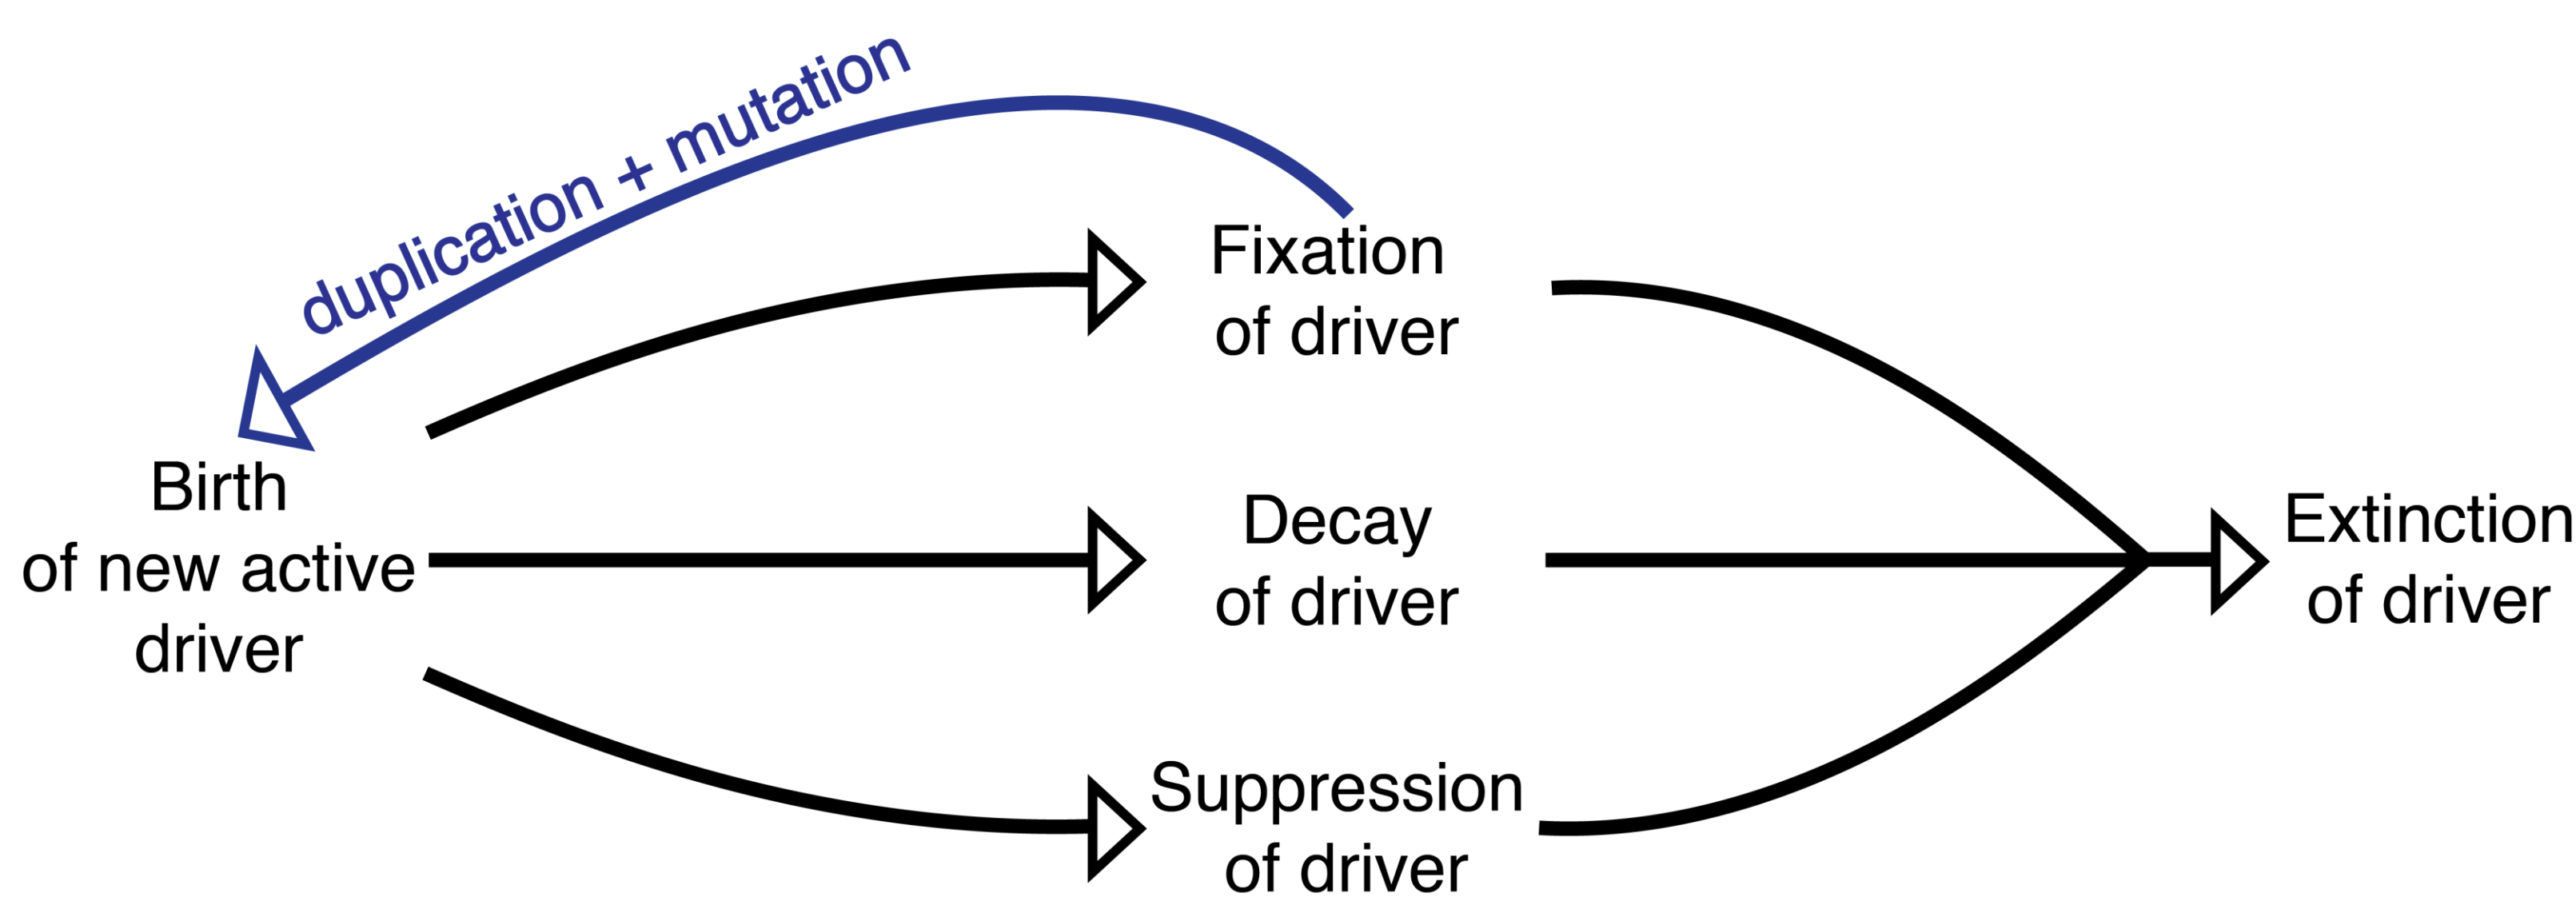 duplication + mutation
Fixation
of driver
Birth
of new active
driver
Decay
of driver
Extinction
of driver
Suppression
of driver